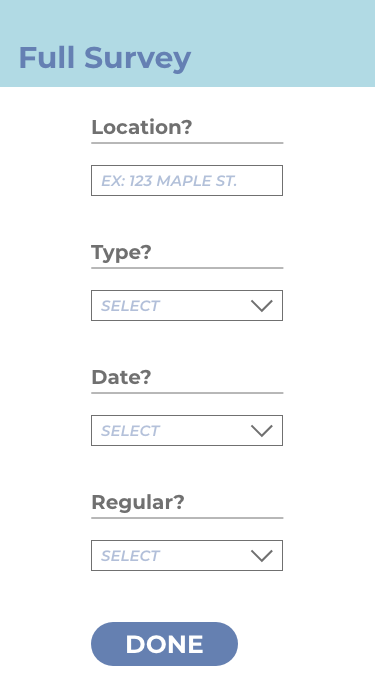 Full Survey
Location?
EX: 123 MAPLE ST.
Type?
SELECT
Date?
SELECT
Regular?
SELECT
DONE